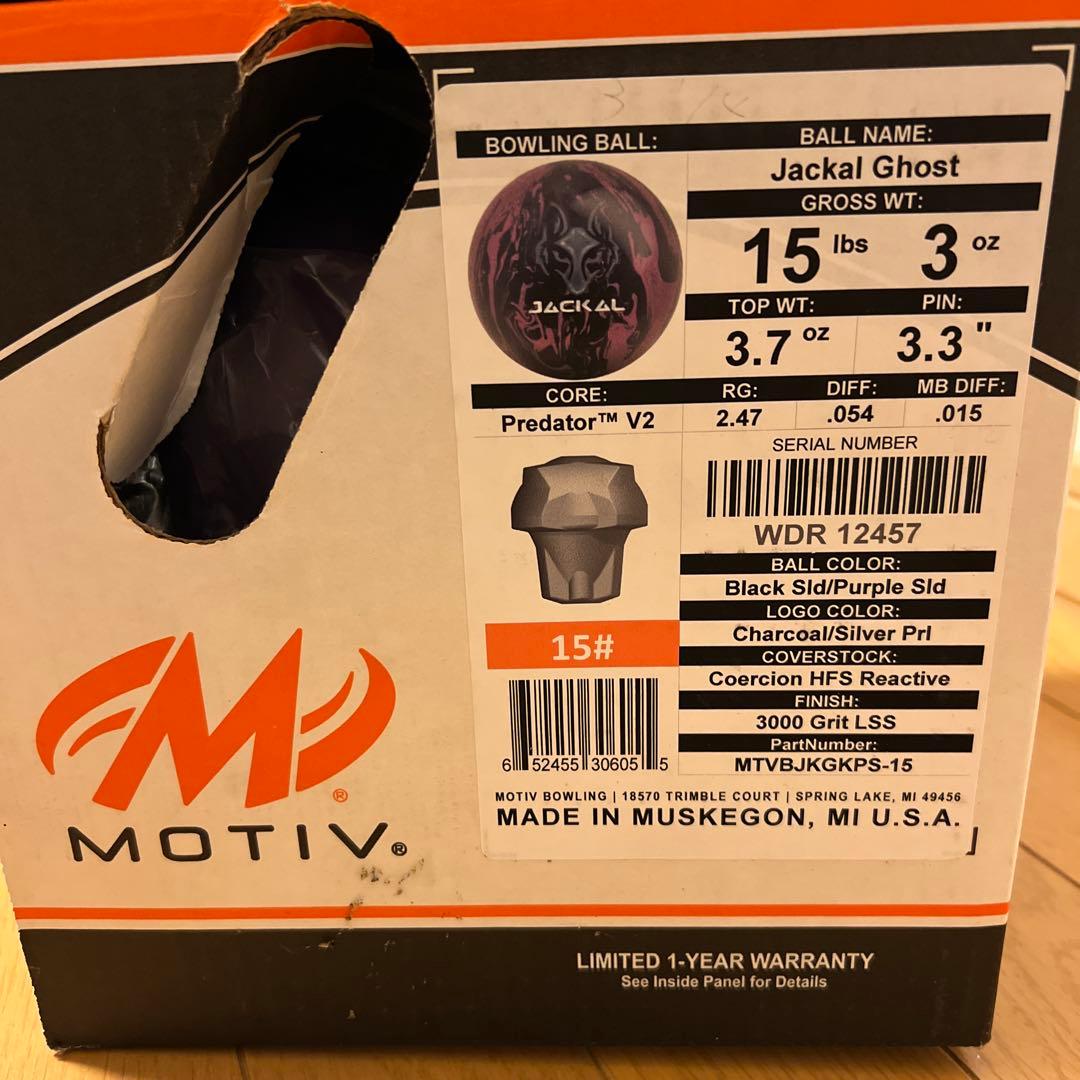 BOWLING BALL:
BALL NAME:
Jackal Ghost
GROSS WT:
15 lbs 3 oz
JACKAL
TOP WT: PIN:
3.7 oz 3.3"
CORE: RG: DIFF: MB DIFF:
Predator™ V2 2.47 .054 .015
SERIAL NUMBER
WDR 12457
BALL COLOR:
Black Sld/Purple Sld
LOGO COLOR:
Charcoal/Silver Prl
15#
COVERSTOCK:
Coercion HFS Reactive
FINISH:
3000 Grit LSS
PartNumber:
MTVBJKGKPS-15
6 52455 30605 5
MOTIV BOWLING | 18570 TRIMBLE COURT | SPRING LAKE, MI 49456
MADE IN MUSKEGON, MI U.S.A.
M®
MOTIV®
LIMITED 1-YEAR WARRANTY
See Inside Panel for Details